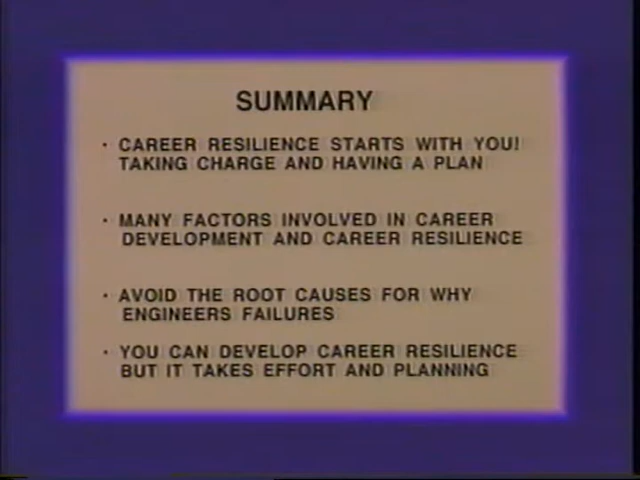 SUMMARY
· CAREER RESILIENCE STARTS WITH YOU!
TAKING CHARGE AND HAVING A PLAN
· MANY FACTORS INVOLVED IN CAREER
DEVELOPMENT AND CAREER RESILIENCE
· AVOID THE ROOT CAUSES FOR WHY
ENGINEERS FAILURES
· YOU CAN DEVELOP CAREER RESILIENCE
BUT IT TAKES EFFORT AND PLANNING